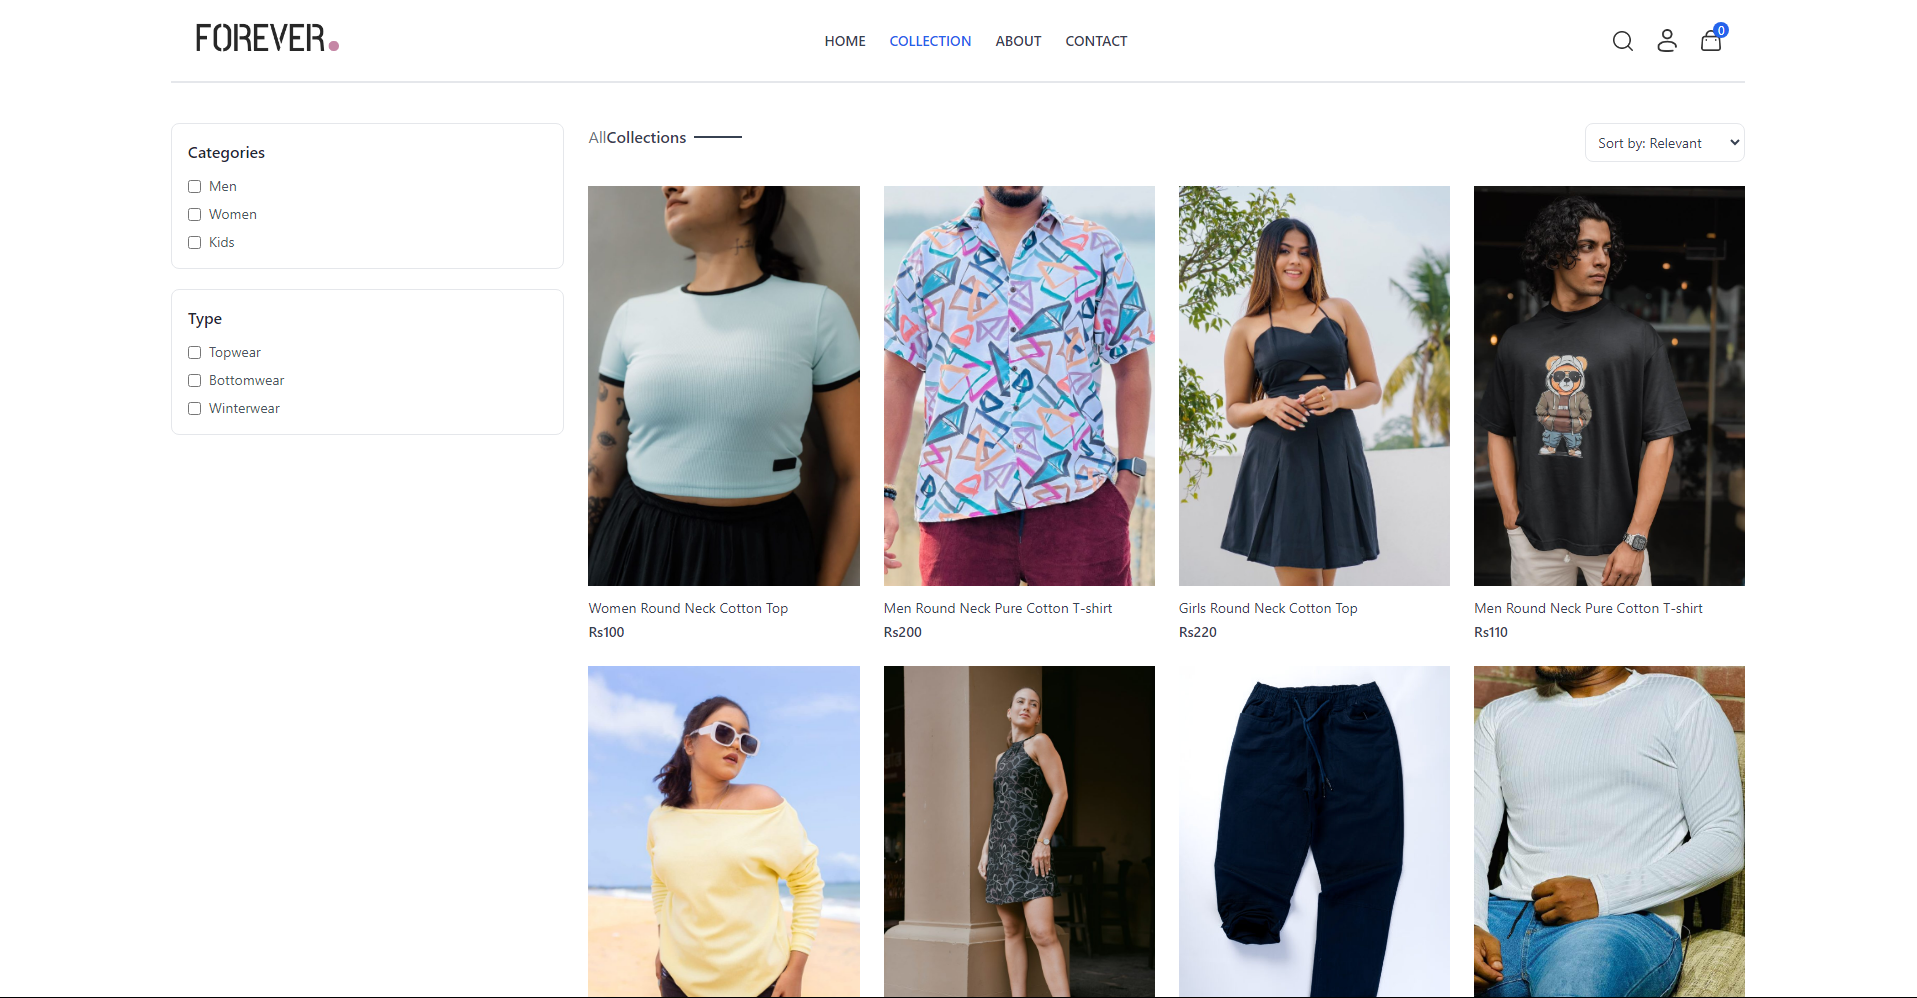 FOREVER.
HOME COLLECTION ABOUT CONTACT
0
Categories
Men
Women
Kids
Type
Topwear
Bottomwear
Winterwear
AllCollections
Sort by: Relevant
Women Round Neck Cotton Top
Rs100
Men Round Neck Pure Cotton T-shirt
Rs200
Girls Round Neck Cotton Top
Rs220
Men Round Neck Pure Cotton T-shirt
Rs110